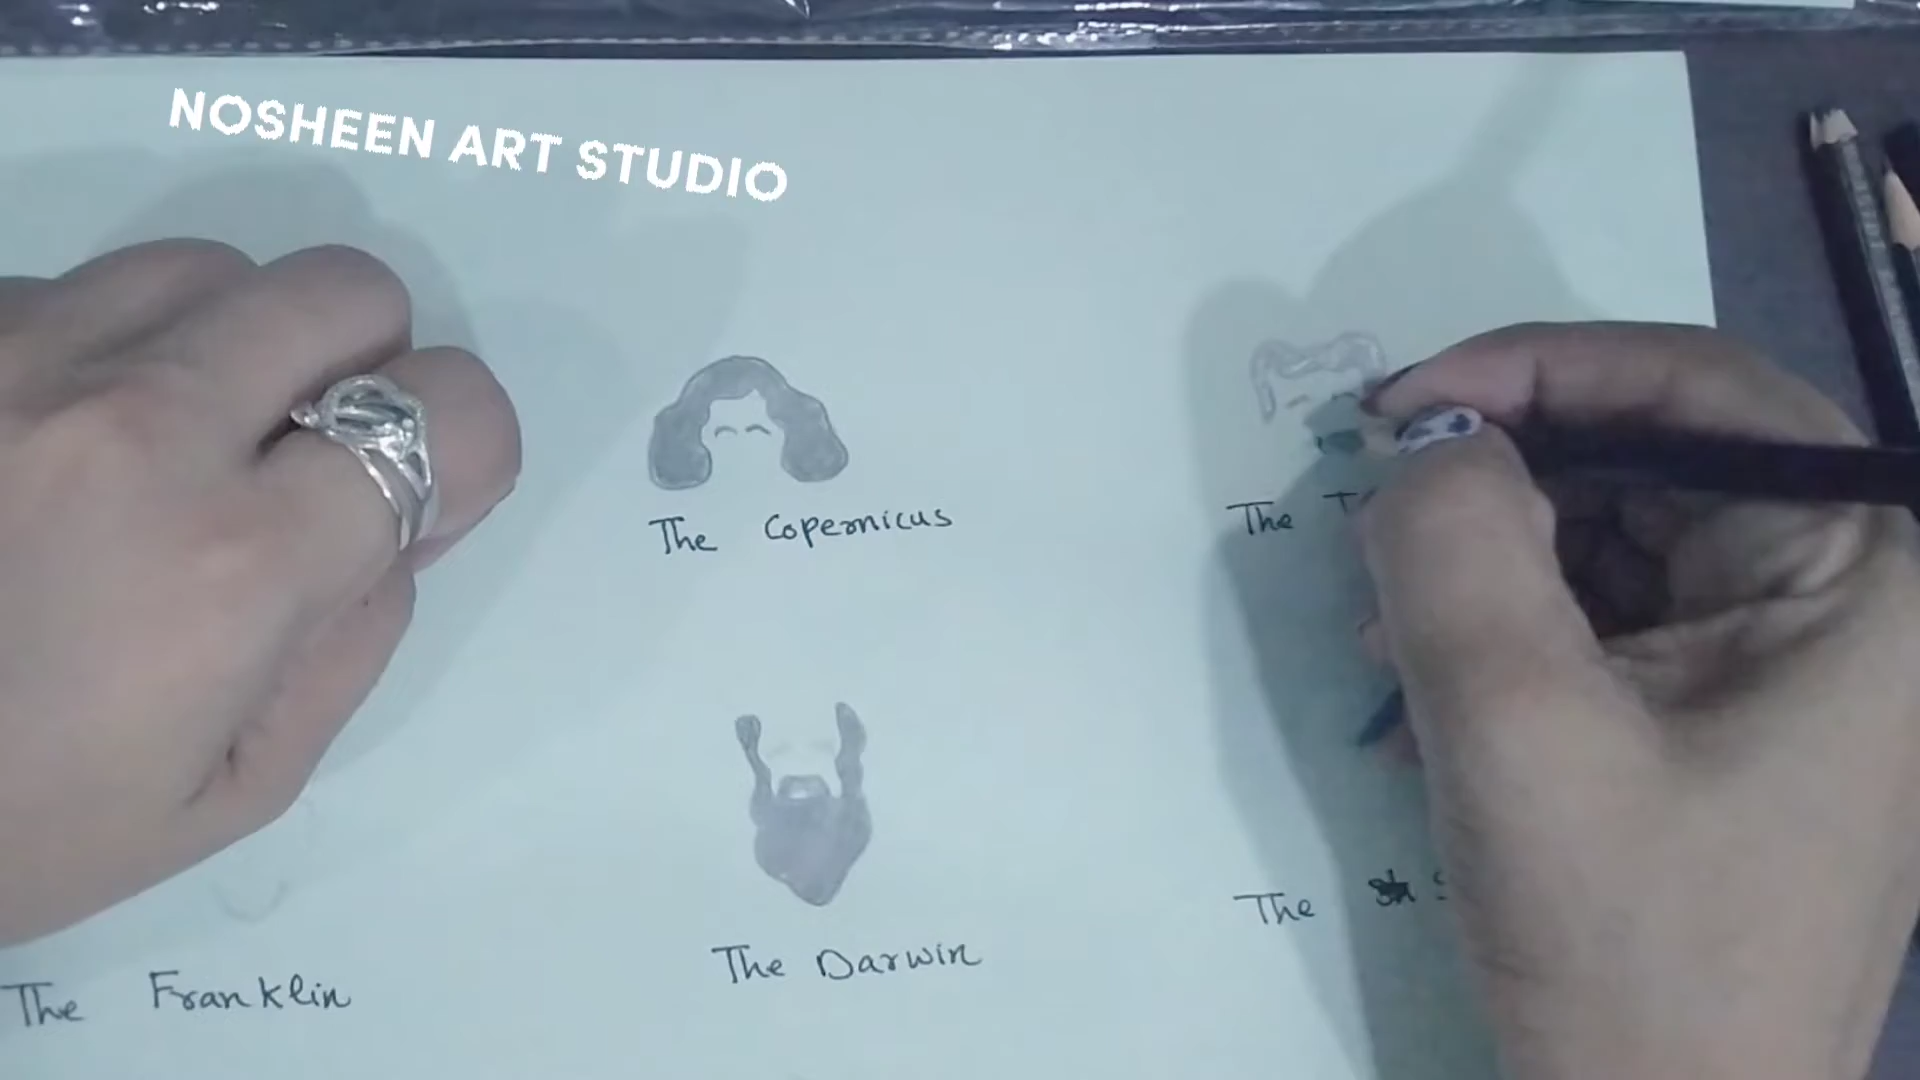 NOSHEEN ART STUDIO
The Copernicus
The
The
The Darwin
The Franklin